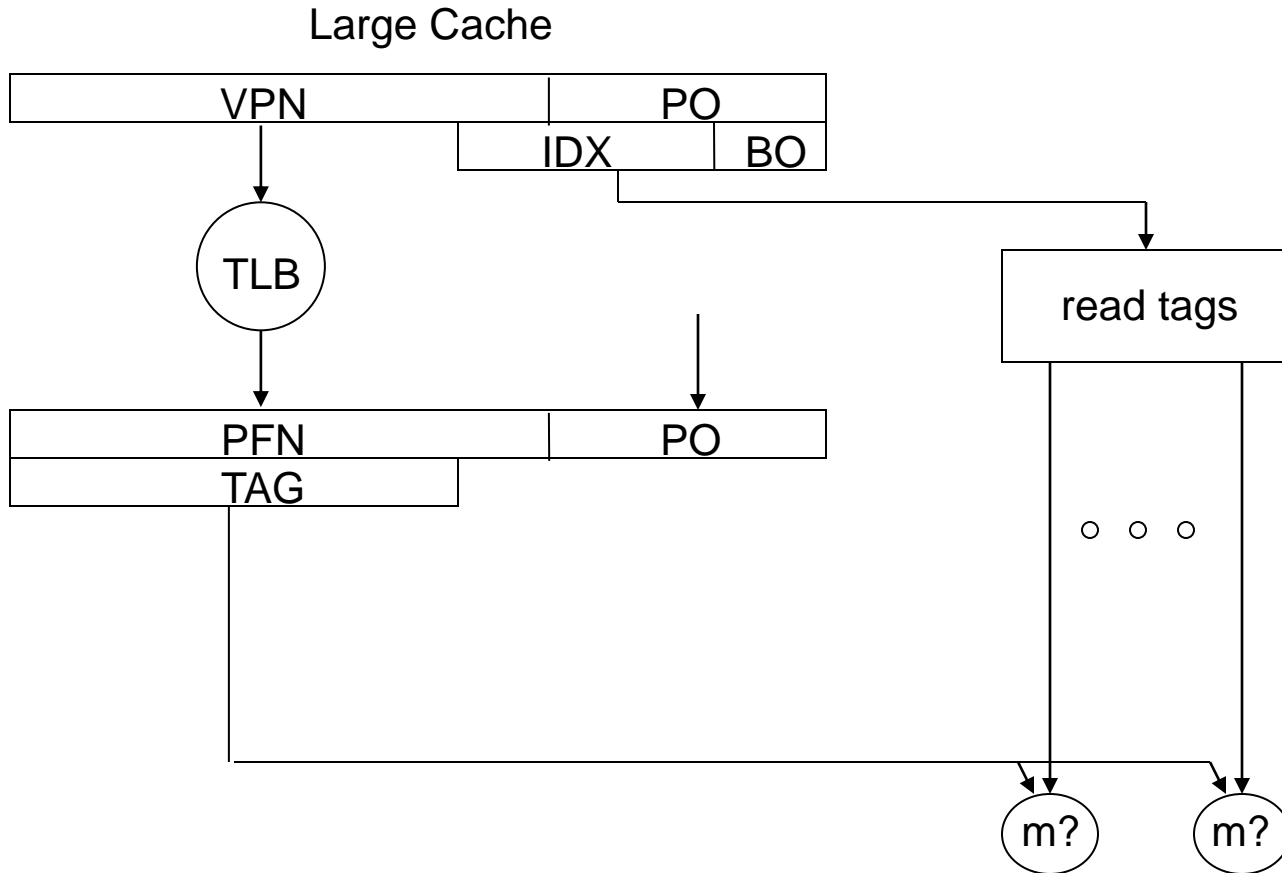 Large Cache
VPN PO
IDX BO
TLB
read tags
PFN PO
TAG
m? m?